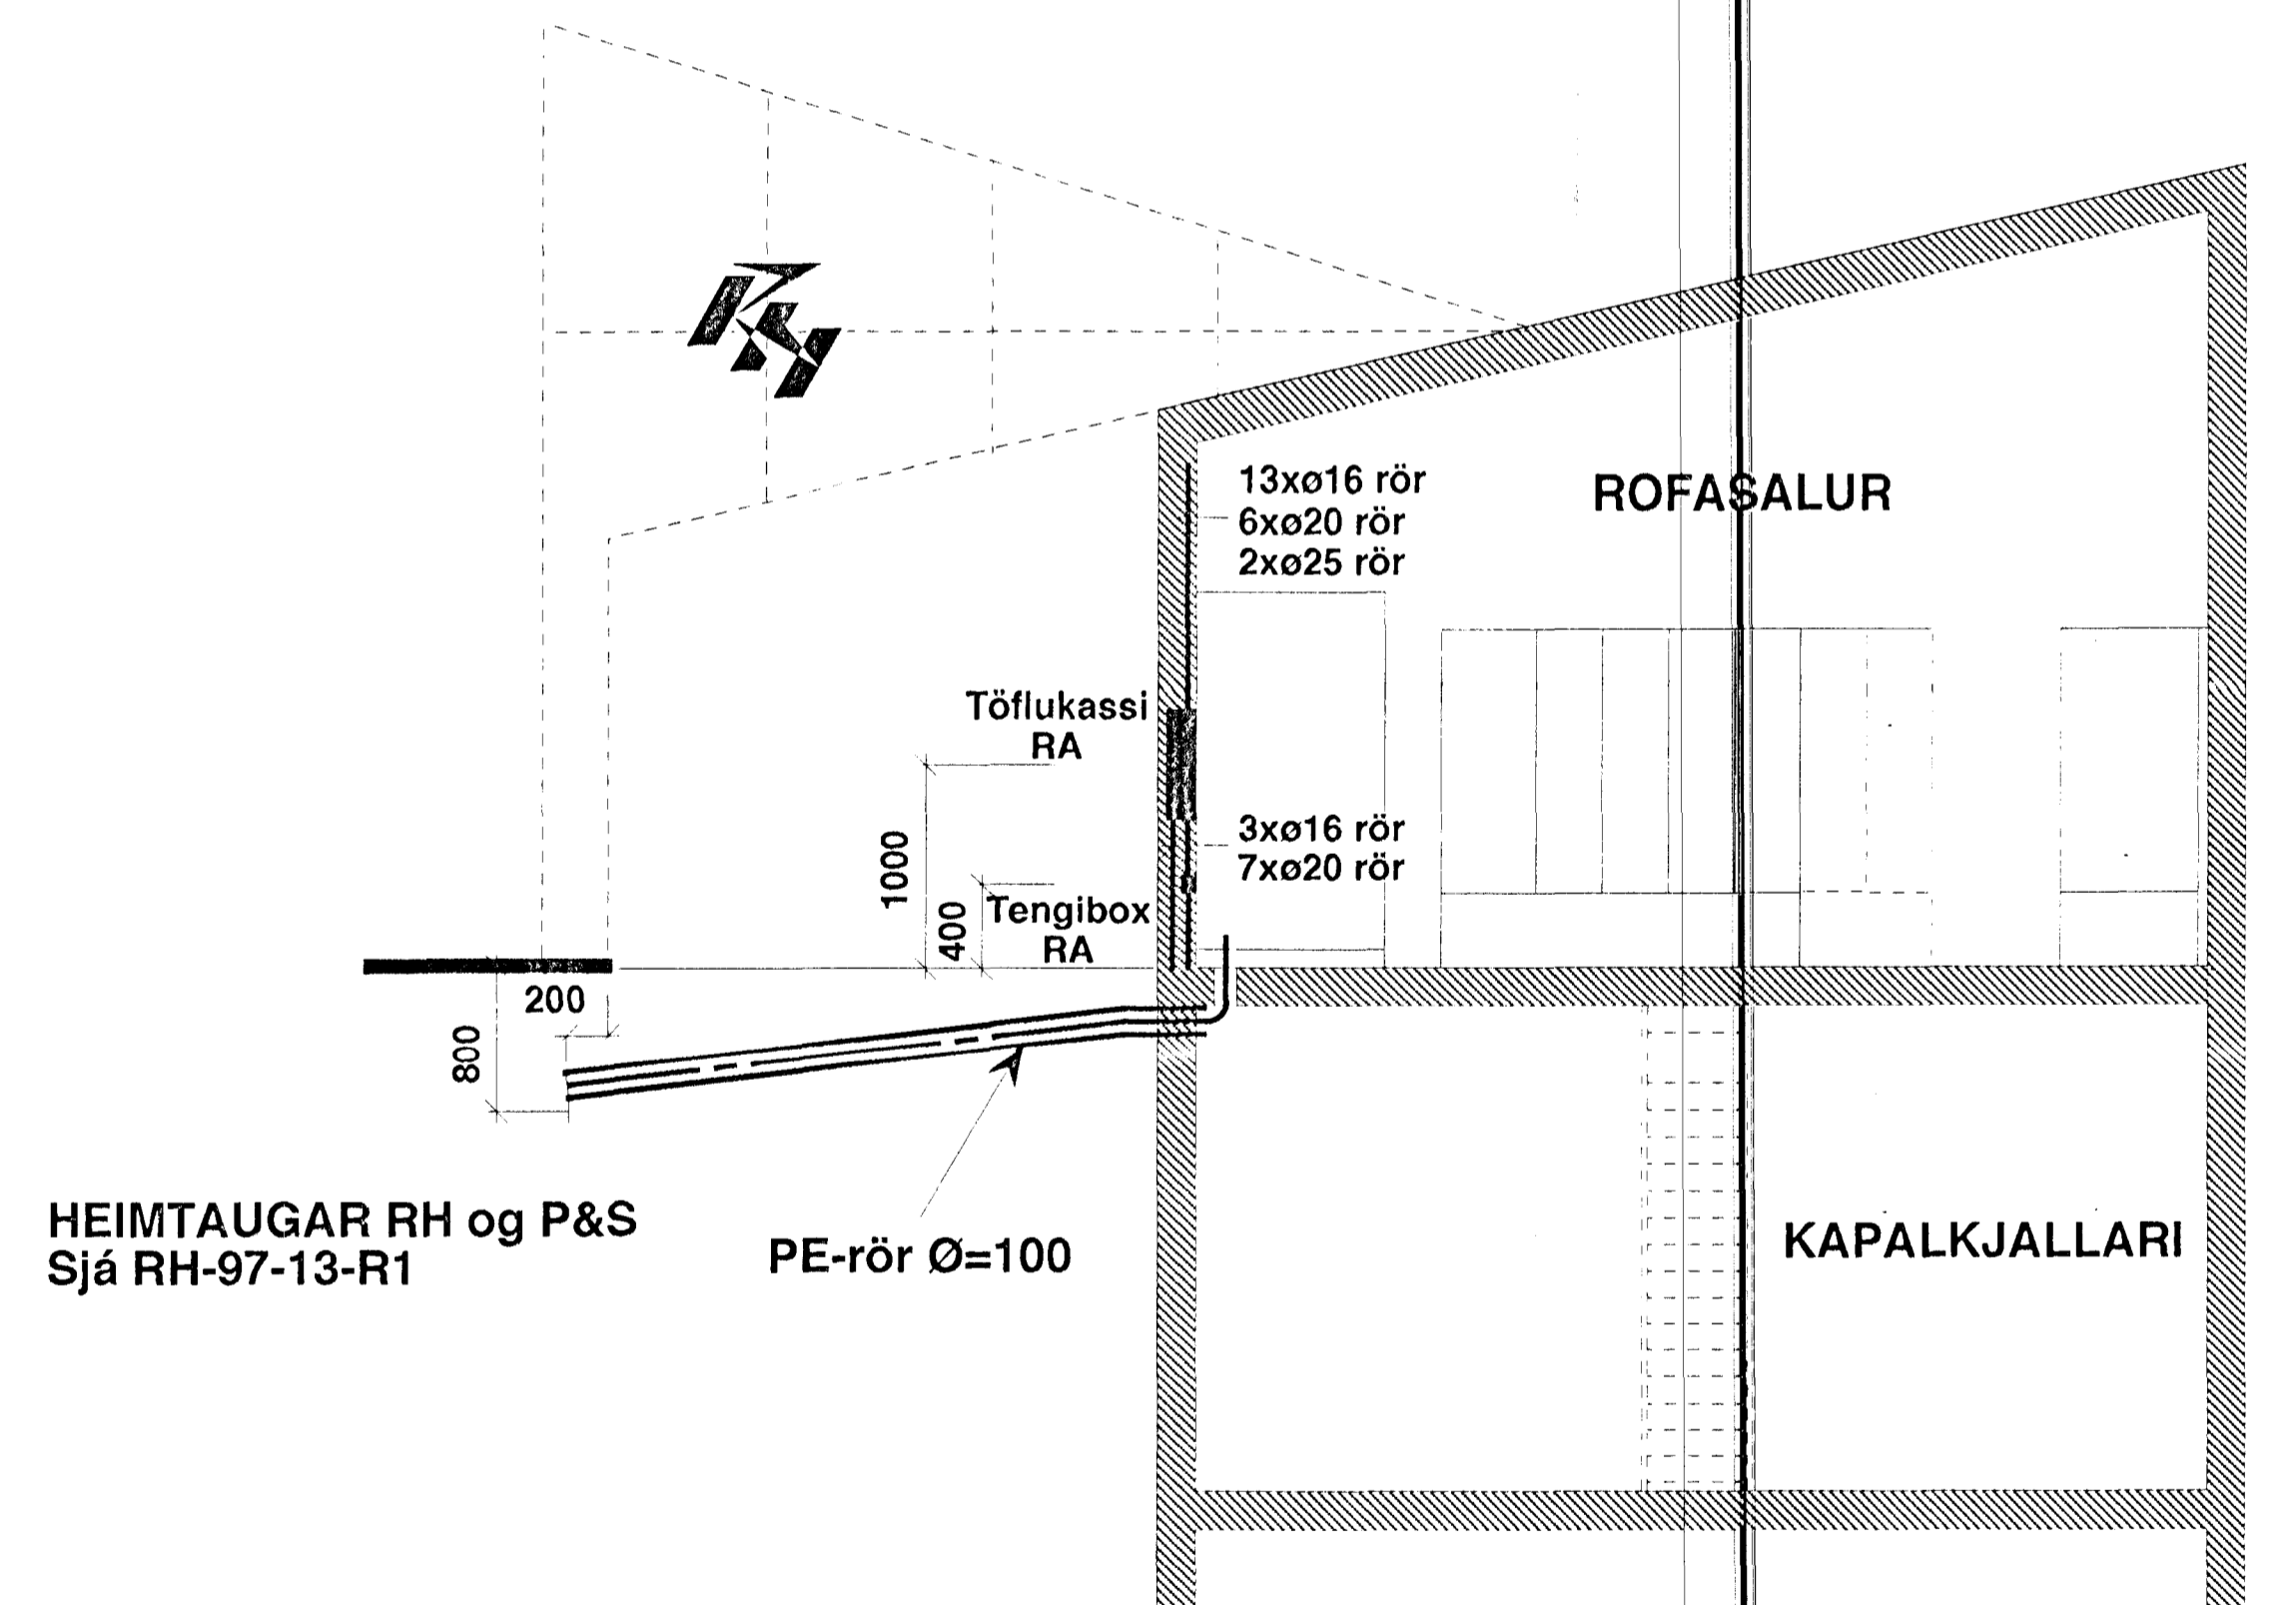 13xø16 rör
6xø20 rör
2xø25 rör
ROFASALUR
Töflukassi
RA
1000
3xø16 rör
7xø20 rör
400
Tengibox
RA
200
800
HEIMTAUGAR RH og P&S
Sjá RH-97-13-R1
PE-rör Ø=100
KAPALKJALLARI